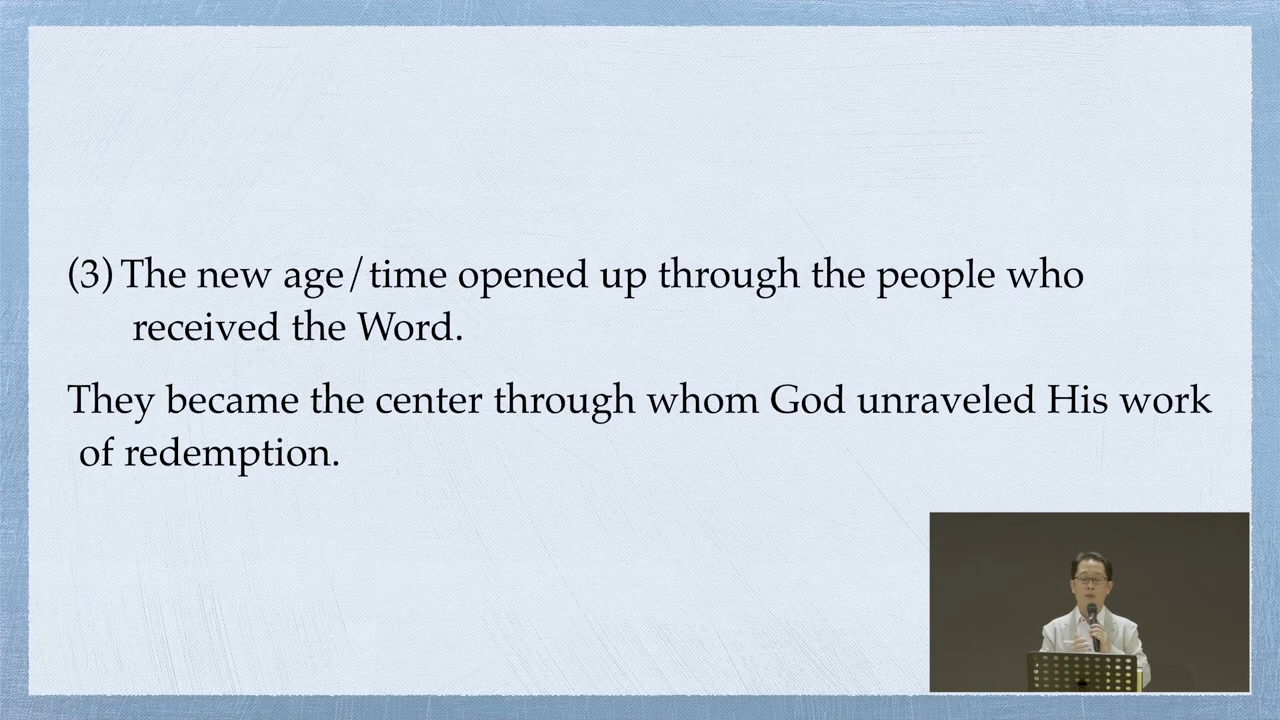 (3) The new age/time opened up through the people who
received the Word.
They became the center through whom God unraveled His work
of redemption.